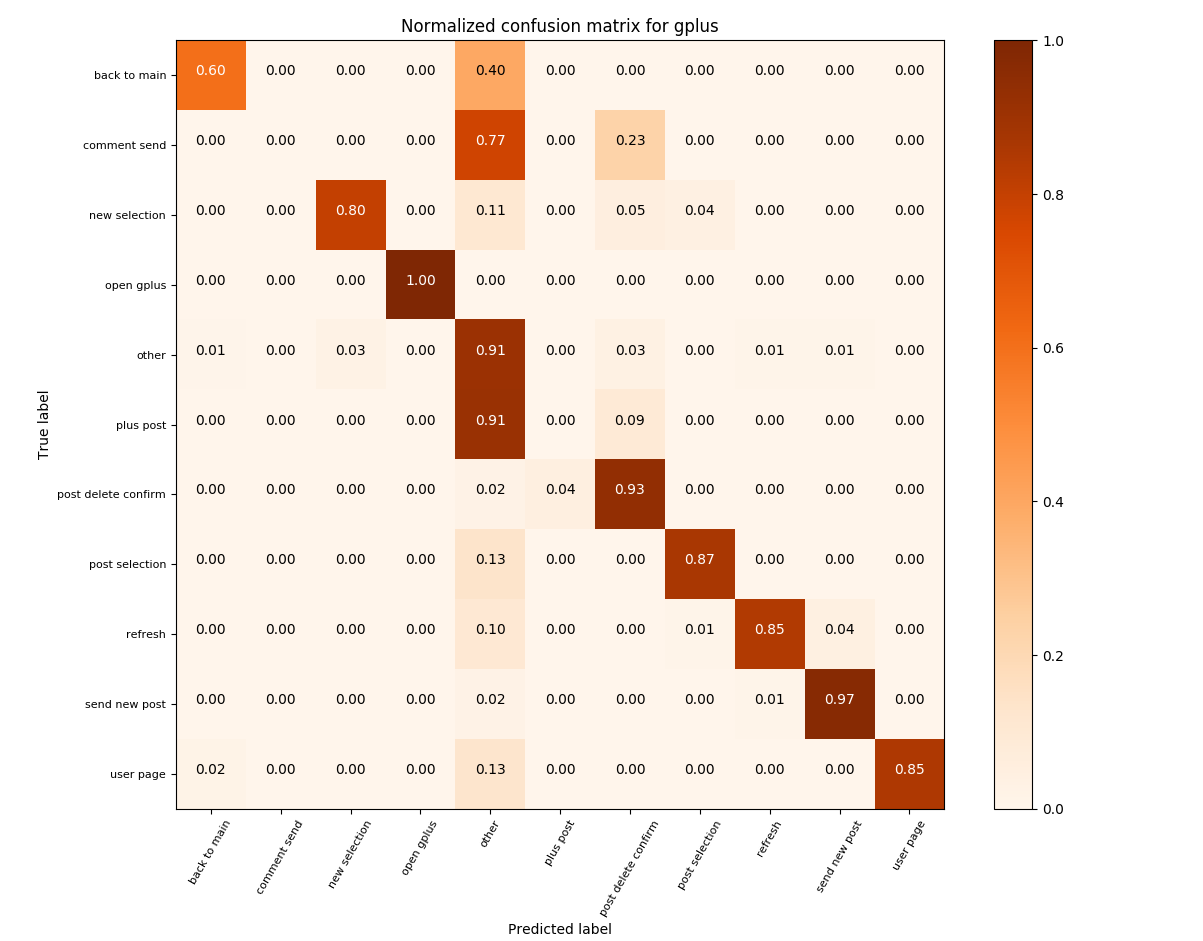 Normalized confusion matrix for gplus
back to main 0.60 0.00 0.00 0.00 0.40 0.00 0.00 0.00 0.00 0.00 0.00
comment send 0.00 0.00 0.00 0.00 0.77 0.00 0.23 0.00 0.00 0.00 0.00
new selection 0.00 0.00 0.80 0.00 0.11 0.00 0.05 0.04 0.00 0.00 0.00
open gplus 0.00 0.00 0.00 1.00 0.00 0.00 0.00 0.00 0.00 0.00 0.00
other 0.01 0.00 0.03 0.00 0.91 0.00 0.03 0.00 0.01 0.01 0.00
plus post 0.00 0.00 0.00 0.00 0.91 0.00 0.09 0.00 0.00 0.00 0.00
post delete confirm 0.00 0.00 0.00 0.00 0.02 0.04 0.93 0.00 0.00 0.00 0.00
post selection 0.00 0.00 0.00 0.00 0.13 0.00 0.00 0.87 0.00 0.00 0.00
refresh 0.00 0.00 0.00 0.00 0.10 0.00 0.00 0.01 0.85 0.04 0.00
send new post 0.00 0.00 0.00 0.00 0.02 0.00 0.00 0.00 0.01 0.97 0.00
user page 0.02 0.00 0.00 0.00 0.13 0.00 0.00 0.00 0.00 0.00 0.85
True label
back to main
comment send
new selection
open gplus
other
plus post
post delete confirm
post selection
refresh
send new post
user page
Predicted label
1.0
0.8
0.6
0.4
0.2
0.0